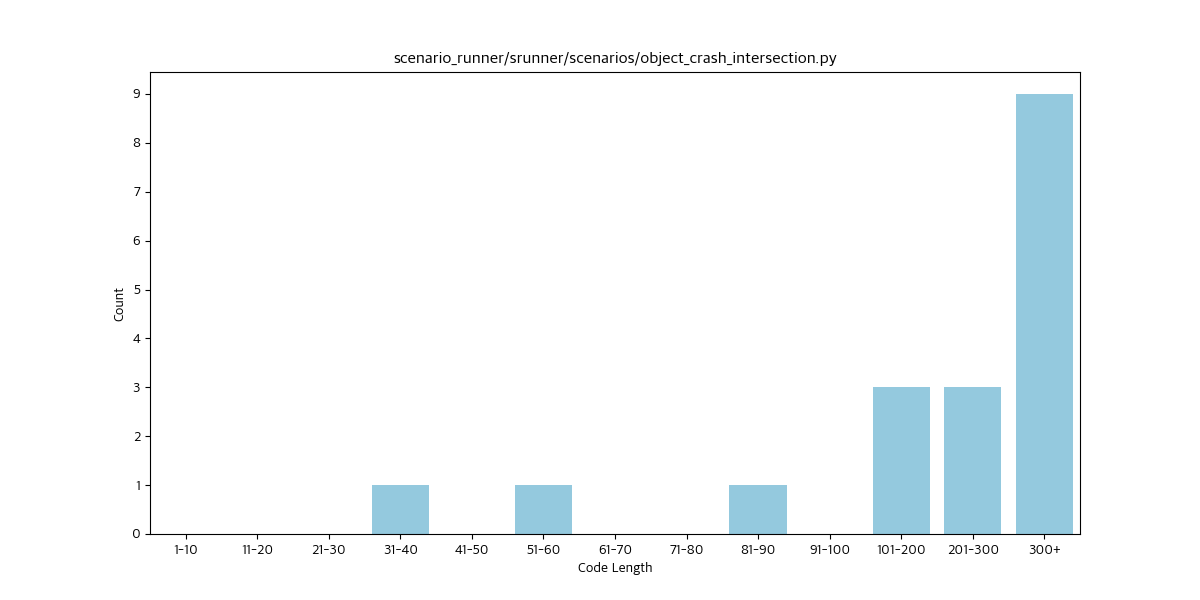 scenario_runner/srunner/scenarios/object_crash_intersection.py
9
8
7
6
5
4
3
2
1
0
Count
1-10 11-20 21-30 31-40 41-50 51-60 61-70 71-80 81-90 91-100 101-200 201-300 300+
Code Length